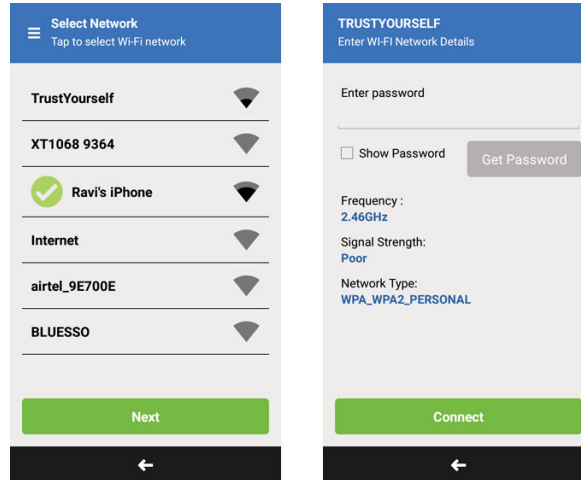 Select Network
Tap to select Wi-Fi network
TrustYourself
XT1068 9364
Ravi's iPhone
Internet
airtel_9E700E
BLUESSO
Next
TRUSTYOURSELF
Enter WI-FI Network Details
Enter password
Show Password
Get Password
Frequency :
2.46GHz
Signal Strength:
Poor
Network Type:
WPA_WPA2_PERSONAL
Connect